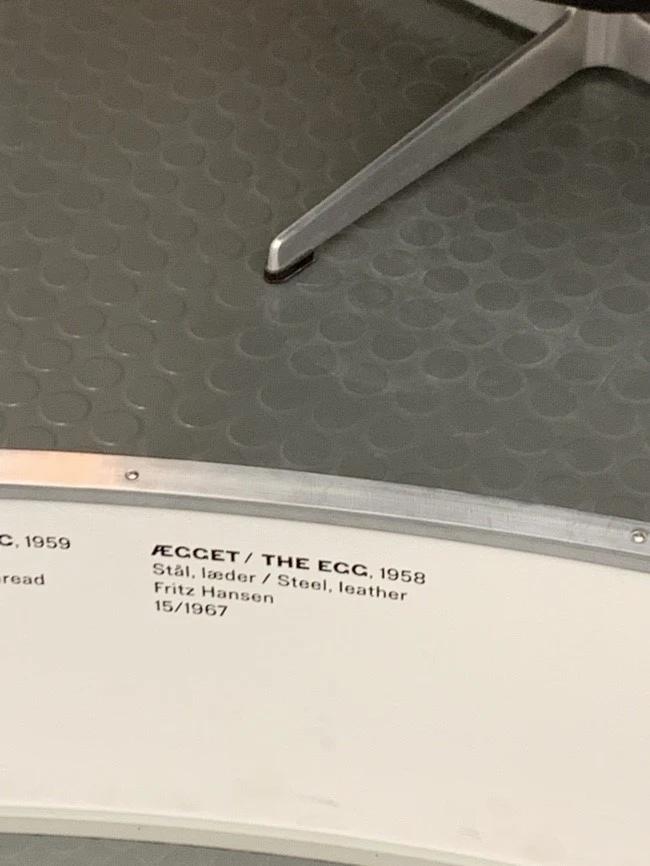 , 1959
read
ÆGGET / THE EGG, 1958
Stål, læder / Steel, leather
Fritz Hansen
15/1967